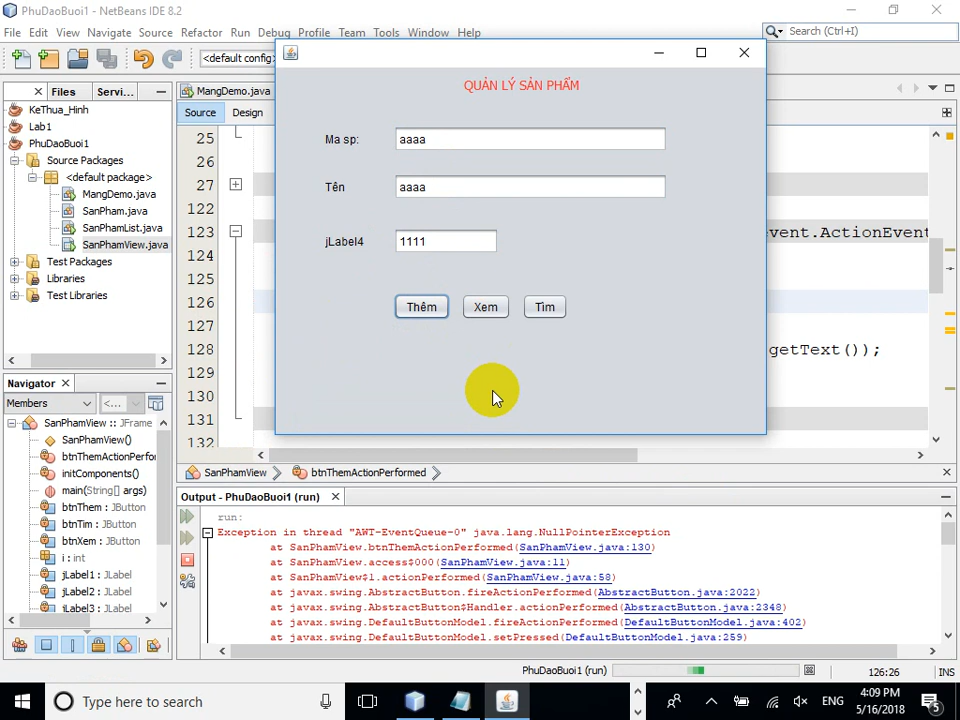 PhuDaoBuoi1 - NetBeans IDE 8.2
File Edit View Navigate Source Refactor Run Debug Profile Team Tools Window Help
Search (Ctrl+I)
<default config>
Files Servi...
MangDemo.java
KeThua_Hinh
Lab1
PhuDaoBuoi1
Source Packages
<default package>
MangDemo.java
SanPham.java
SanPhamList.java
SanPhamView.java
Test Packages
Libraries
Test Libraries
Source Design
25
26
27
122
123
124
125
126
127
128
129
130
131
132
event.ActionEvent
getText());
QUẢN LÝ SẢN PHẨM
Ma sp: aaaa
Tên aaaa
jLabel4 1111
Thêm Xem Tìm
Navigator
Members <...
SanPhamView :: JFrame
SanPhamView()
btnThemActionPerfo
initComponents()
main(String[] args)
btnThem : JButton
btnTim : JButton
btnXem : JButton
i : int
jLabel1 : JLabel
jLabel2 : JLabel
jLabel3 : JLabel
SanPhamView btnThemActionPerformed
Output - PhuDaoBuoi1 (run)
run:
Exception in thread "AWT-EventQueue-0" java.lang.NullPointerException
at SanPhamView.btnThemActionPerformed(SanPhamView.java:130)
at SanPhamView.access$000(SanPhamView.java:11)
at SanPhamView$1.actionPerformed(SanPhamView.java:58)
at javax.swing.AbstractButton.fireActionPerformed(AbstractButton.java:2022)
at javax.swing.AbstractButton$Handler.actionPerformed(AbstractButton.java:2348)
at javax.swing.DefaultButtonModel.fireActionPerformed(DefaultButtonModel.java:402)
at javax.swing.DefaultButtonModel.setPressed(DefaultButtonModel.java:259)
PhuDaoBuoi1 (run)
126:26 INS
Type here to search
ENG
4:09 PM
5/16/2018
5